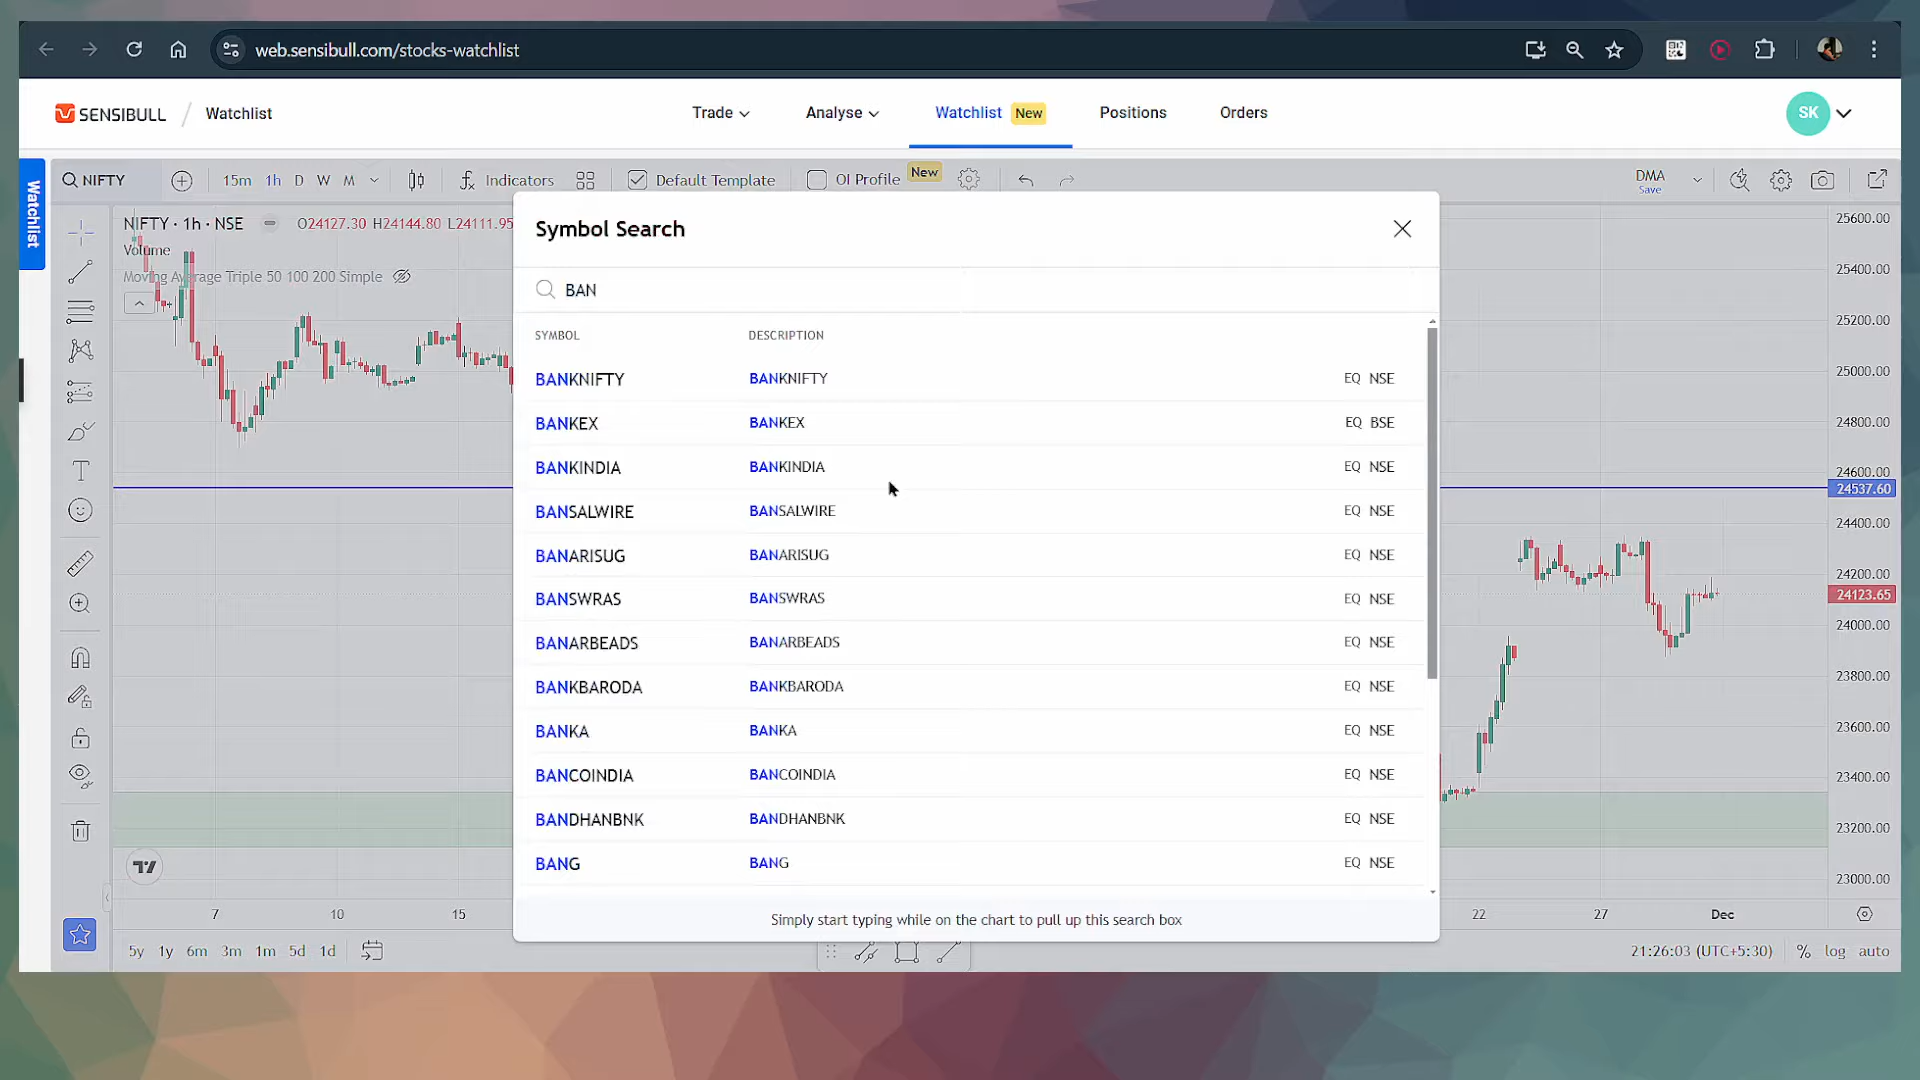 web.sensibull.com/stocks-watchlist
SENSIBULL / Watchlist
Trade
Analyse
Watchlist New
Positions
Orders
SK
Watchlist
NIFTY
15m 1h D W M
Indicators
Default Template
OI Profile New
DMA
Save
NIFTY · 1h · NSE O24127.30 H24144.80 L24111.95
Volume
Moving Average Triple 50 100 200 Simple
Symbol Search
BAN
SYMBOL DESCRIPTION
BANKNIFTY BANKNIFTY EQ NSE
BANKEX BANKEX EQ BSE
BANKINDIA BANKINDIA EQ NSE
BANSALWIRE BANSALWIRE EQ NSE
BANARISUG BANARISUG EQ NSE
BANSWRAS BANSWRAS EQ NSE
BANARBEADS BANARBEADS EQ NSE
BANKBARODA BANKBARODA EQ NSE
BANKA BANKA EQ NSE
BANCOINDIA BANCOINDIA EQ NSE
BANDHANBNK BANDHANBNK EQ NSE
BANG BANG EQ NSE
Simply start typing while on the chart to pull up this search box
25600.00
25400.00
25200.00
25000.00
24800.00
24600.00
24537.60
24400.00
24200.00
24123.65
24000.00
23800.00
23600.00
23400.00
23200.00
23000.00
7 10 15 22 27 Dec
5y 1y 6m 3m 1m 5d 1d
21:26:03 (UTC+5:30) % log auto